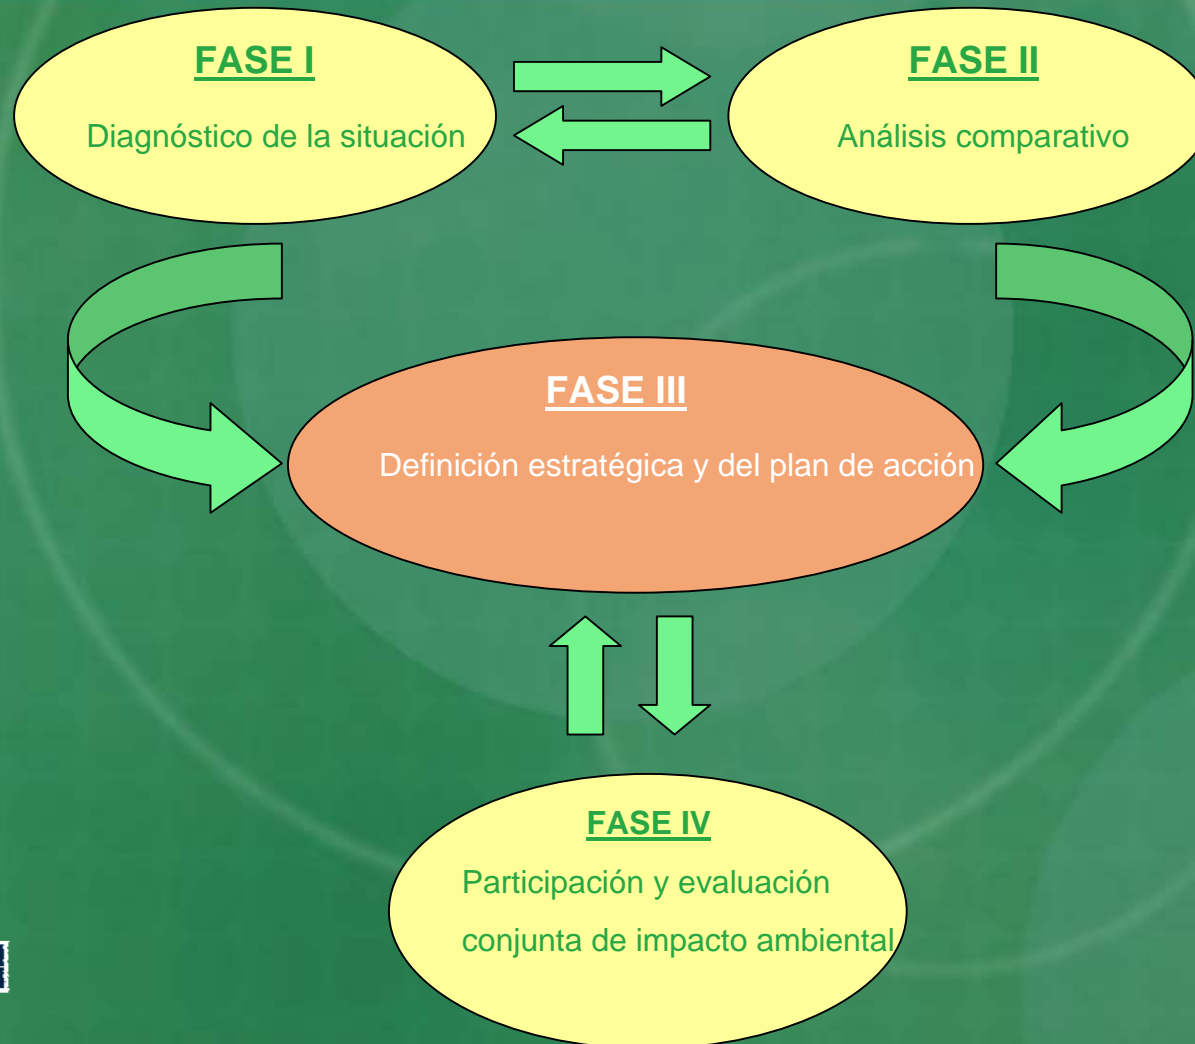 FASE I
Diagnóstico de la situación
FASE II
Análisis comparativo
FASE III
Definición estratégica y del plan de acción
FASE IV
Participación y evaluación
conjunta de impacto ambiental